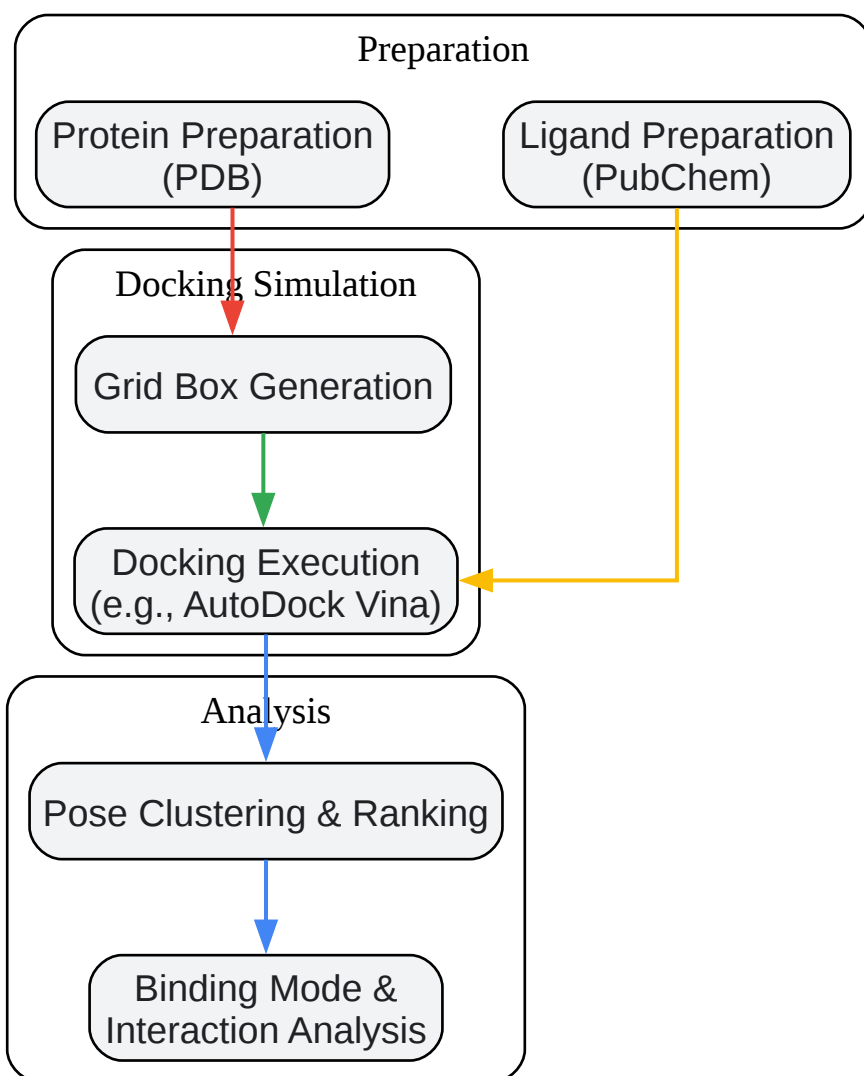 Preparation
Protein Preparation
(PDB)
Ligand Preparation
(PubChem)
Docking Simulation
Grid Box Generation
Docking Execution
(e.g., AutoDock Vina)
Analysis
Pose Clustering & Ranking
Binding Mode &
Interaction Analysis